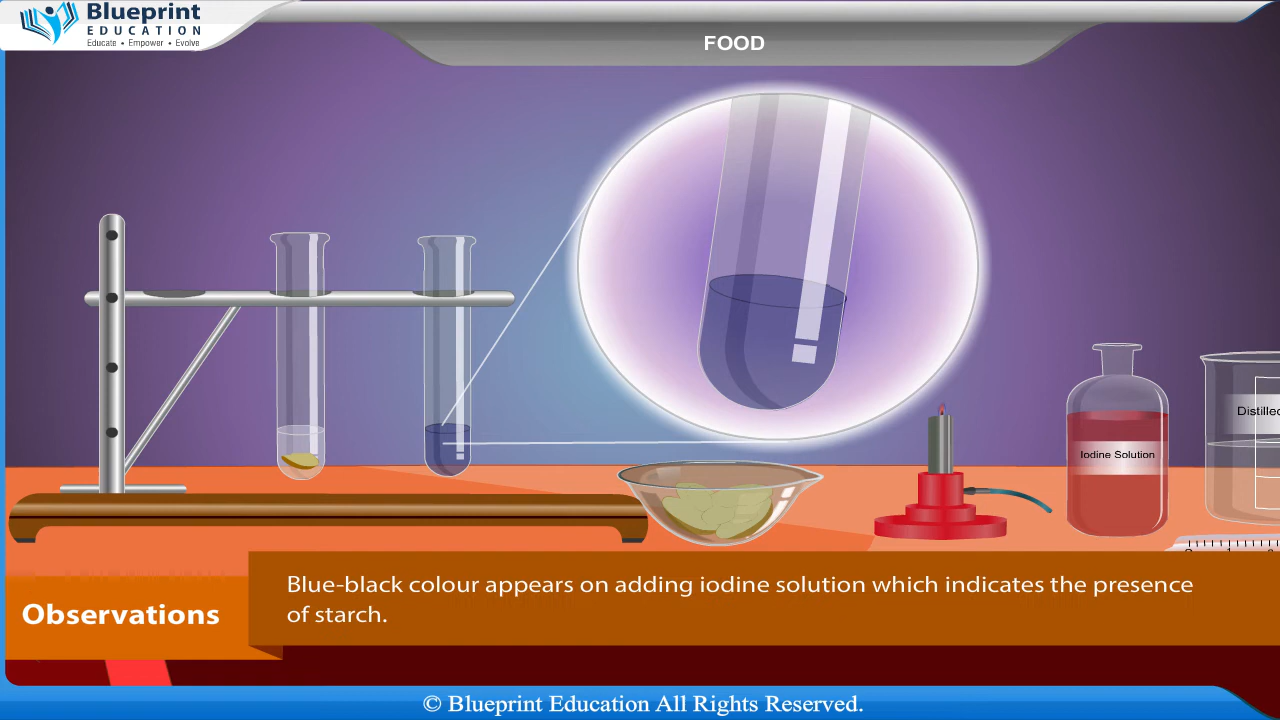 Blueprint
EDUCATION
Educate • Empower • Evolve
FOOD
Iodine Solution
Distilled
Observations
Blue-black colour appears on adding iodine solution which indicates the presence
of starch.
© Blueprint Education All Rights Reserved.